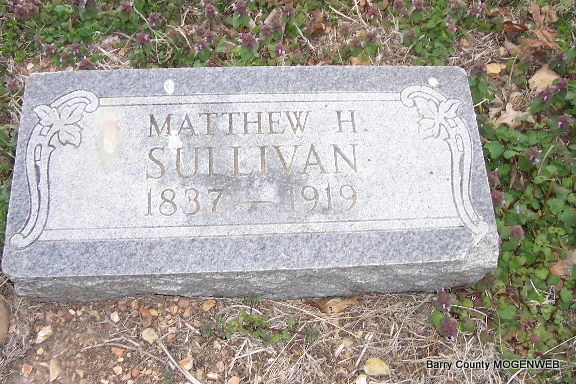 MATTHEW H.
SULLIVAN
1837 — 1919
Barry County MOGENWEB